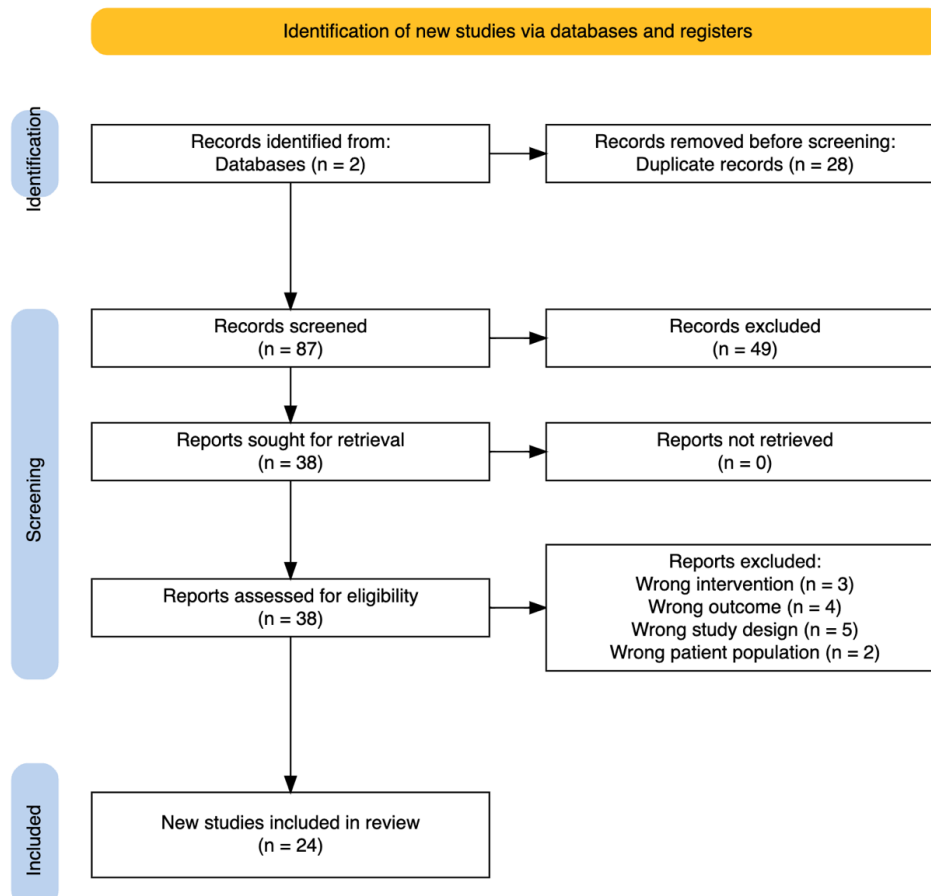 Identification of new studies via databases and registers
Identification
Records identified from:
Databases (n = 2)
Records removed before screening:
Duplicate records (n = 28)
Screening
Records screened
(n = 87)
Records excluded
(n = 49)
Reports sought for retrieval
(n = 38)
Reports not retrieved
(n = 0)
Reports assessed for eligibility
(n = 38)
Reports excluded:
Wrong intervention (n = 3)
Wrong outcome (n = 4)
Wrong study design (n = 5)
Wrong patient population (n = 2)
Included
New studies included in review
(n = 24)